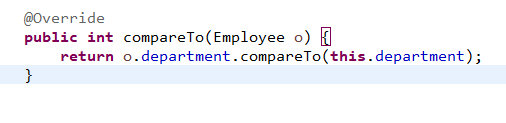 @Override
public int compareTo(Employee o) {
return o.department.compareTo(this.department);
}